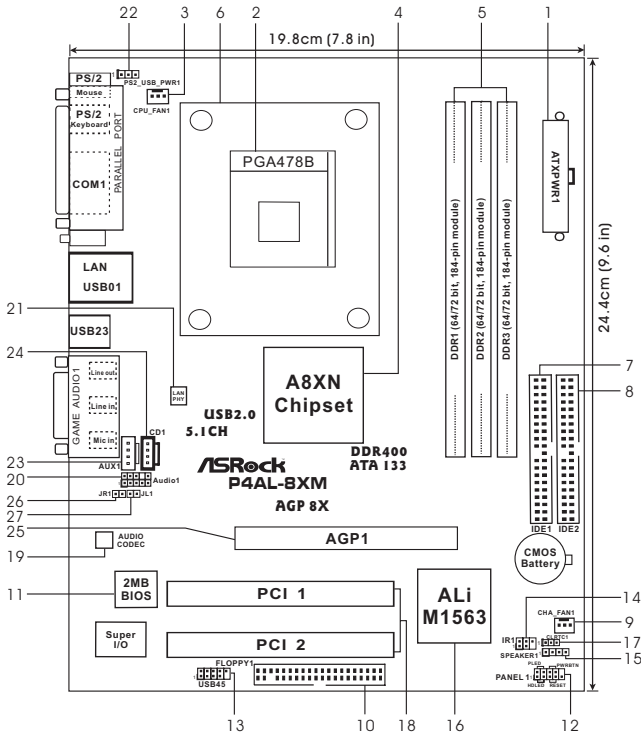 22
3
6
2
4
5
1
19.8cm (7.8 in)
PS/2
Mouse
PS2_USB_PWR1
CPU_FAN1
PS/2
Keyboard
PARALLEL PORT
COM1
PGA478B
ATXPWR1
24.4cm (9.6 in)
DDR1 (64/72 bit, 184-pin module)
DDR2 (64/72 bit, 184-pin module)
DDR3 (64/72 bit, 184-pin module)
LAN
USB01
21
USB23
24
7
8
GAME AUDIO1
Line out
Line in
Mic in
LAN
PHY
A8XN
Chipset
USB2.0
5.1CH
CD1
DDR400
ATA 133
23
AUX1
20
Audio1
ASRock
P4AL-8XM
26
JR1
JL1
AGP 8X
27
25
IDE1
IDE2
19
AUDIO
CODEC
AGP1
CMOS
Battery
11
2MB
BIOS
PCI 1
ALi
M1563
14
CHA_FAN1
9
Super
I/O
PCI 2
IR1
CLRTC1
17
SPEAKER1
15
FLOPPY1
USB45
PLED
PWRBTN
PANEL 1
HDLED
RESET
13
10
18
16
12
1
1
1
1